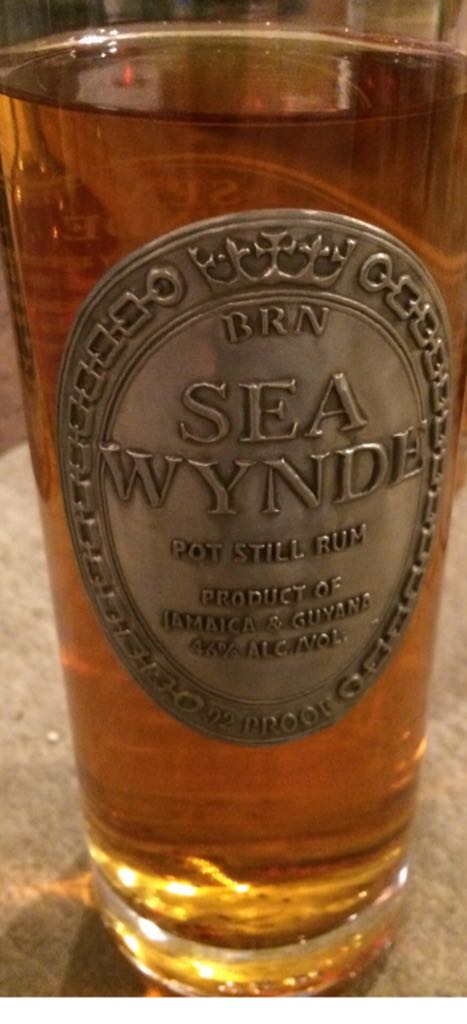 BRN
SEA
WYNDE
POT STILL RUM
PRODUCT OF
JAMAICA & GUYANA
46% ALC./VOL.
92 PROOF